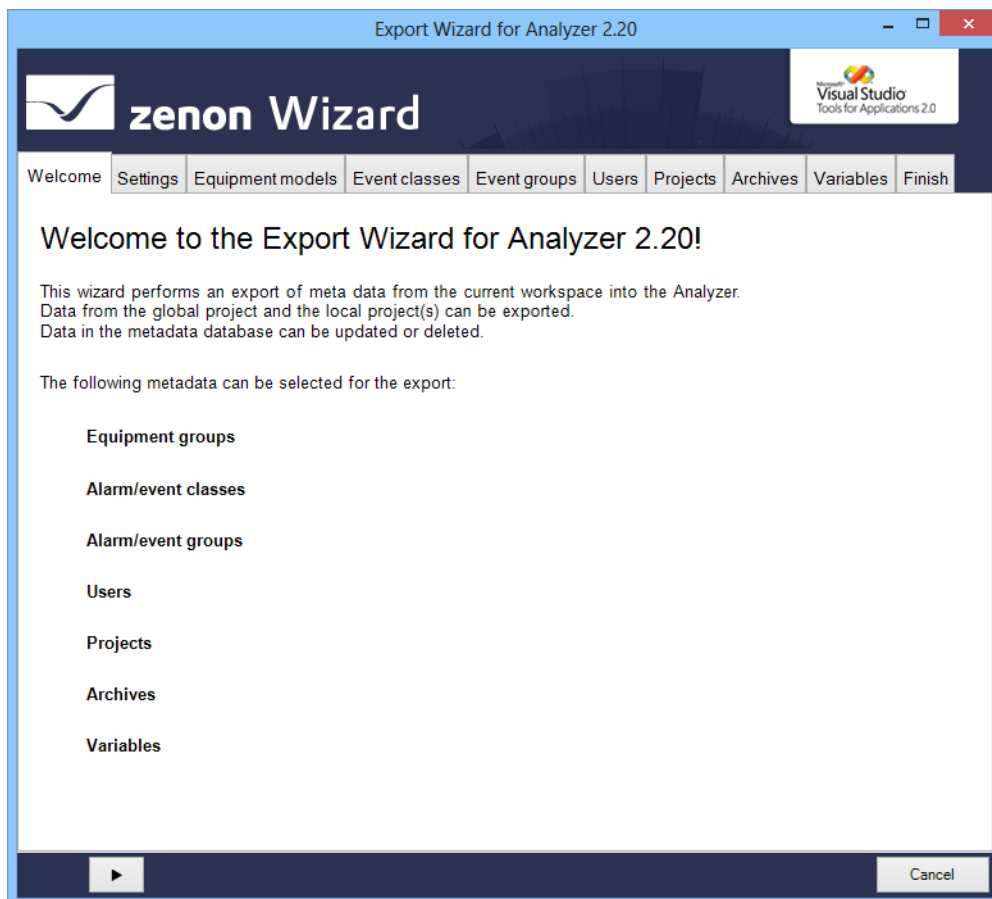 Export Wizard for Analyzer 2.20
zenon Wizard
Microsoft
Visual Studio
Tools for Applications 2.0
Welcome Settings Equipment models Event classes Event groups Users Projects Archives Variables Finish
Welcome to the Export Wizard for Analyzer 2.20!
This wizard performs an export of meta data from the current workspace into the Analyzer.
Data from the global project and the local project(s) can be exported.
Data in the metadata database can be updated or deleted.
The following metadata can be selected for the export:
Equipment groups
Alarm/event classes
Alarm/event groups
Users
Projects
Archives
Variables
Cancel